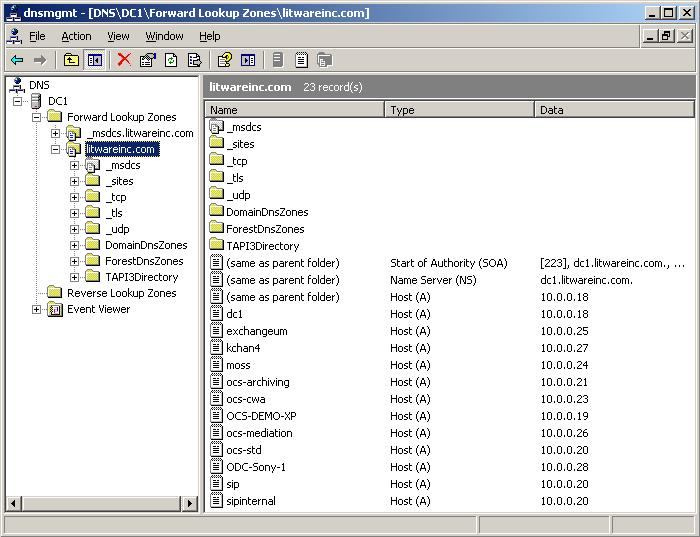 dnsmgmt - [DNS\DC1\Forward Lookup Zones\litwareinc.com]
File Action View Window Help
DNS
DC1
Forward Lookup Zones
_msdcs.litwareinc.com
litwareinc.com
_msdcs
_sites
_tcp
_tls
_udp
DomainDnsZones
ForestDnsZones
TAPI3Directory
Reverse Lookup Zones
Event Viewer
litwareinc.com 23 record(s)
Name Type Data
_msdcs
_sites
_tcp
_tls
_udp
DomainDnsZones
ForestDnsZones
TAPI3Directory
(same as parent folder) Start of Authority (SOA) [223], dc1.litwareinc.com., ...
(same as parent folder) Name Server (NS) dc1.litwareinc.com.
(same as parent folder) Host (A) 10.0.0.18
dc1 Host (A) 10.0.0.18
exchangeum Host (A) 10.0.0.25
kchan4 Host (A) 10.0.0.27
moss Host (A) 10.0.0.24
ocs-archiving Host (A) 10.0.0.21
ocs-cwa Host (A) 10.0.0.23
OCS-DEMO-XP Host (A) 10.0.0.19
ocs-mediation Host (A) 10.0.0.26
ocs-std Host (A) 10.0.0.20
ODC-Sony-1 Host (A) 10.0.0.28
sip Host (A) 10.0.0.20
sipinternal Host (A) 10.0.0.20